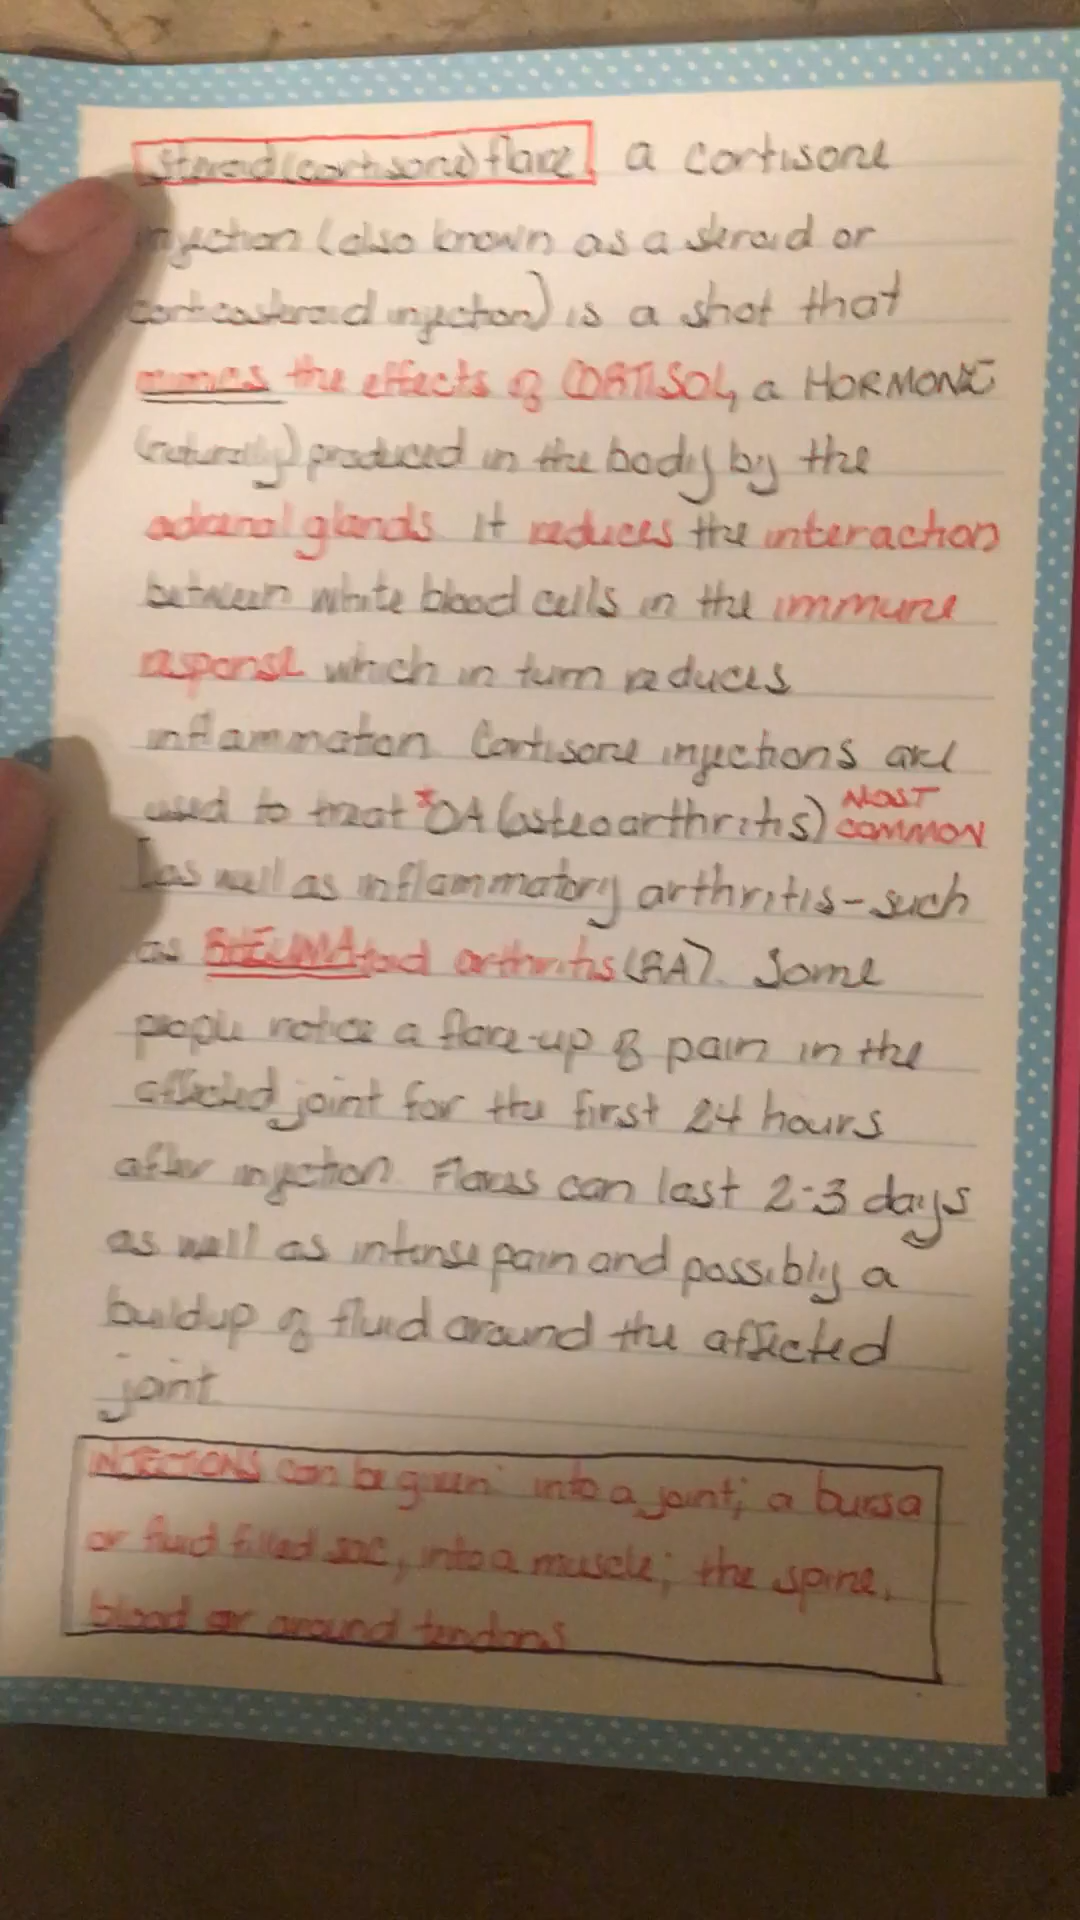 Steroid (cortisone) flare. a cortisone
injection (also known as a steroid or
corticosteroid injection) is a shot that
mimics the effects of CORTISOL, a HORMONE
(naturally) produced in the body by the
adrenal glands. It reduces the interaction
between white blood cells in the immune
response which in turn reduces
inflammation. Cortisone injections are
used to treat *OA (osteoarthritis) MOST COMMON
[as well as inflammatory arthritis - such
as RHEUMAtoid arthritis (RA)]. Some
people notice a flare-up of pain in the
affected joint for the first 24 hours
after injection. Flares can last 2-3 days
as well as intense pain and possibly a
buildup of fluid around the affected
joint.
INJECTIONS can be given: into a joint; a bursa
or fluid filled sac, into a muscle; the spine,
blood or around tendons